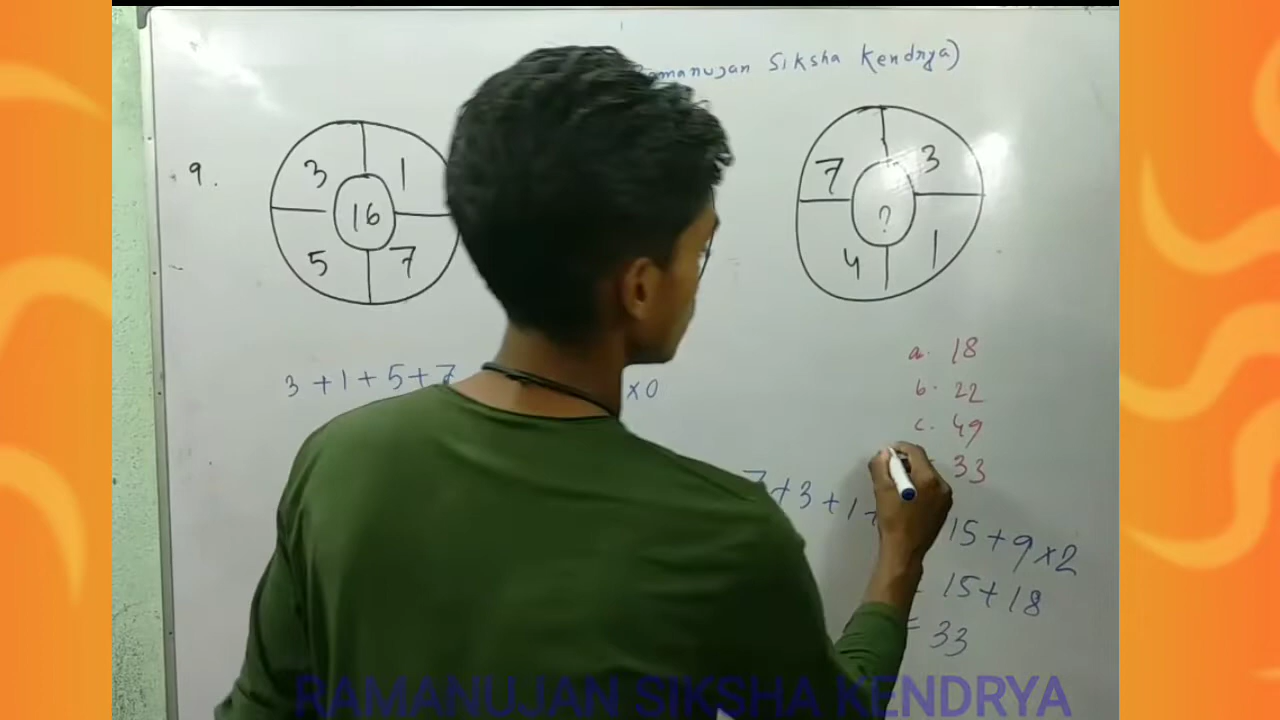 Ramanujan Siksha Kendrya)
9.
3 1
16
5 7
7 3
?
4 1
a. 18
b. 22
c. 49
33
3 + 1 + 5 + 7
×0
7 + 3 + 1 +
15 + 9 × 2
15 + 18
= 33
RAMANUJAN SIKSHA KENDRYA